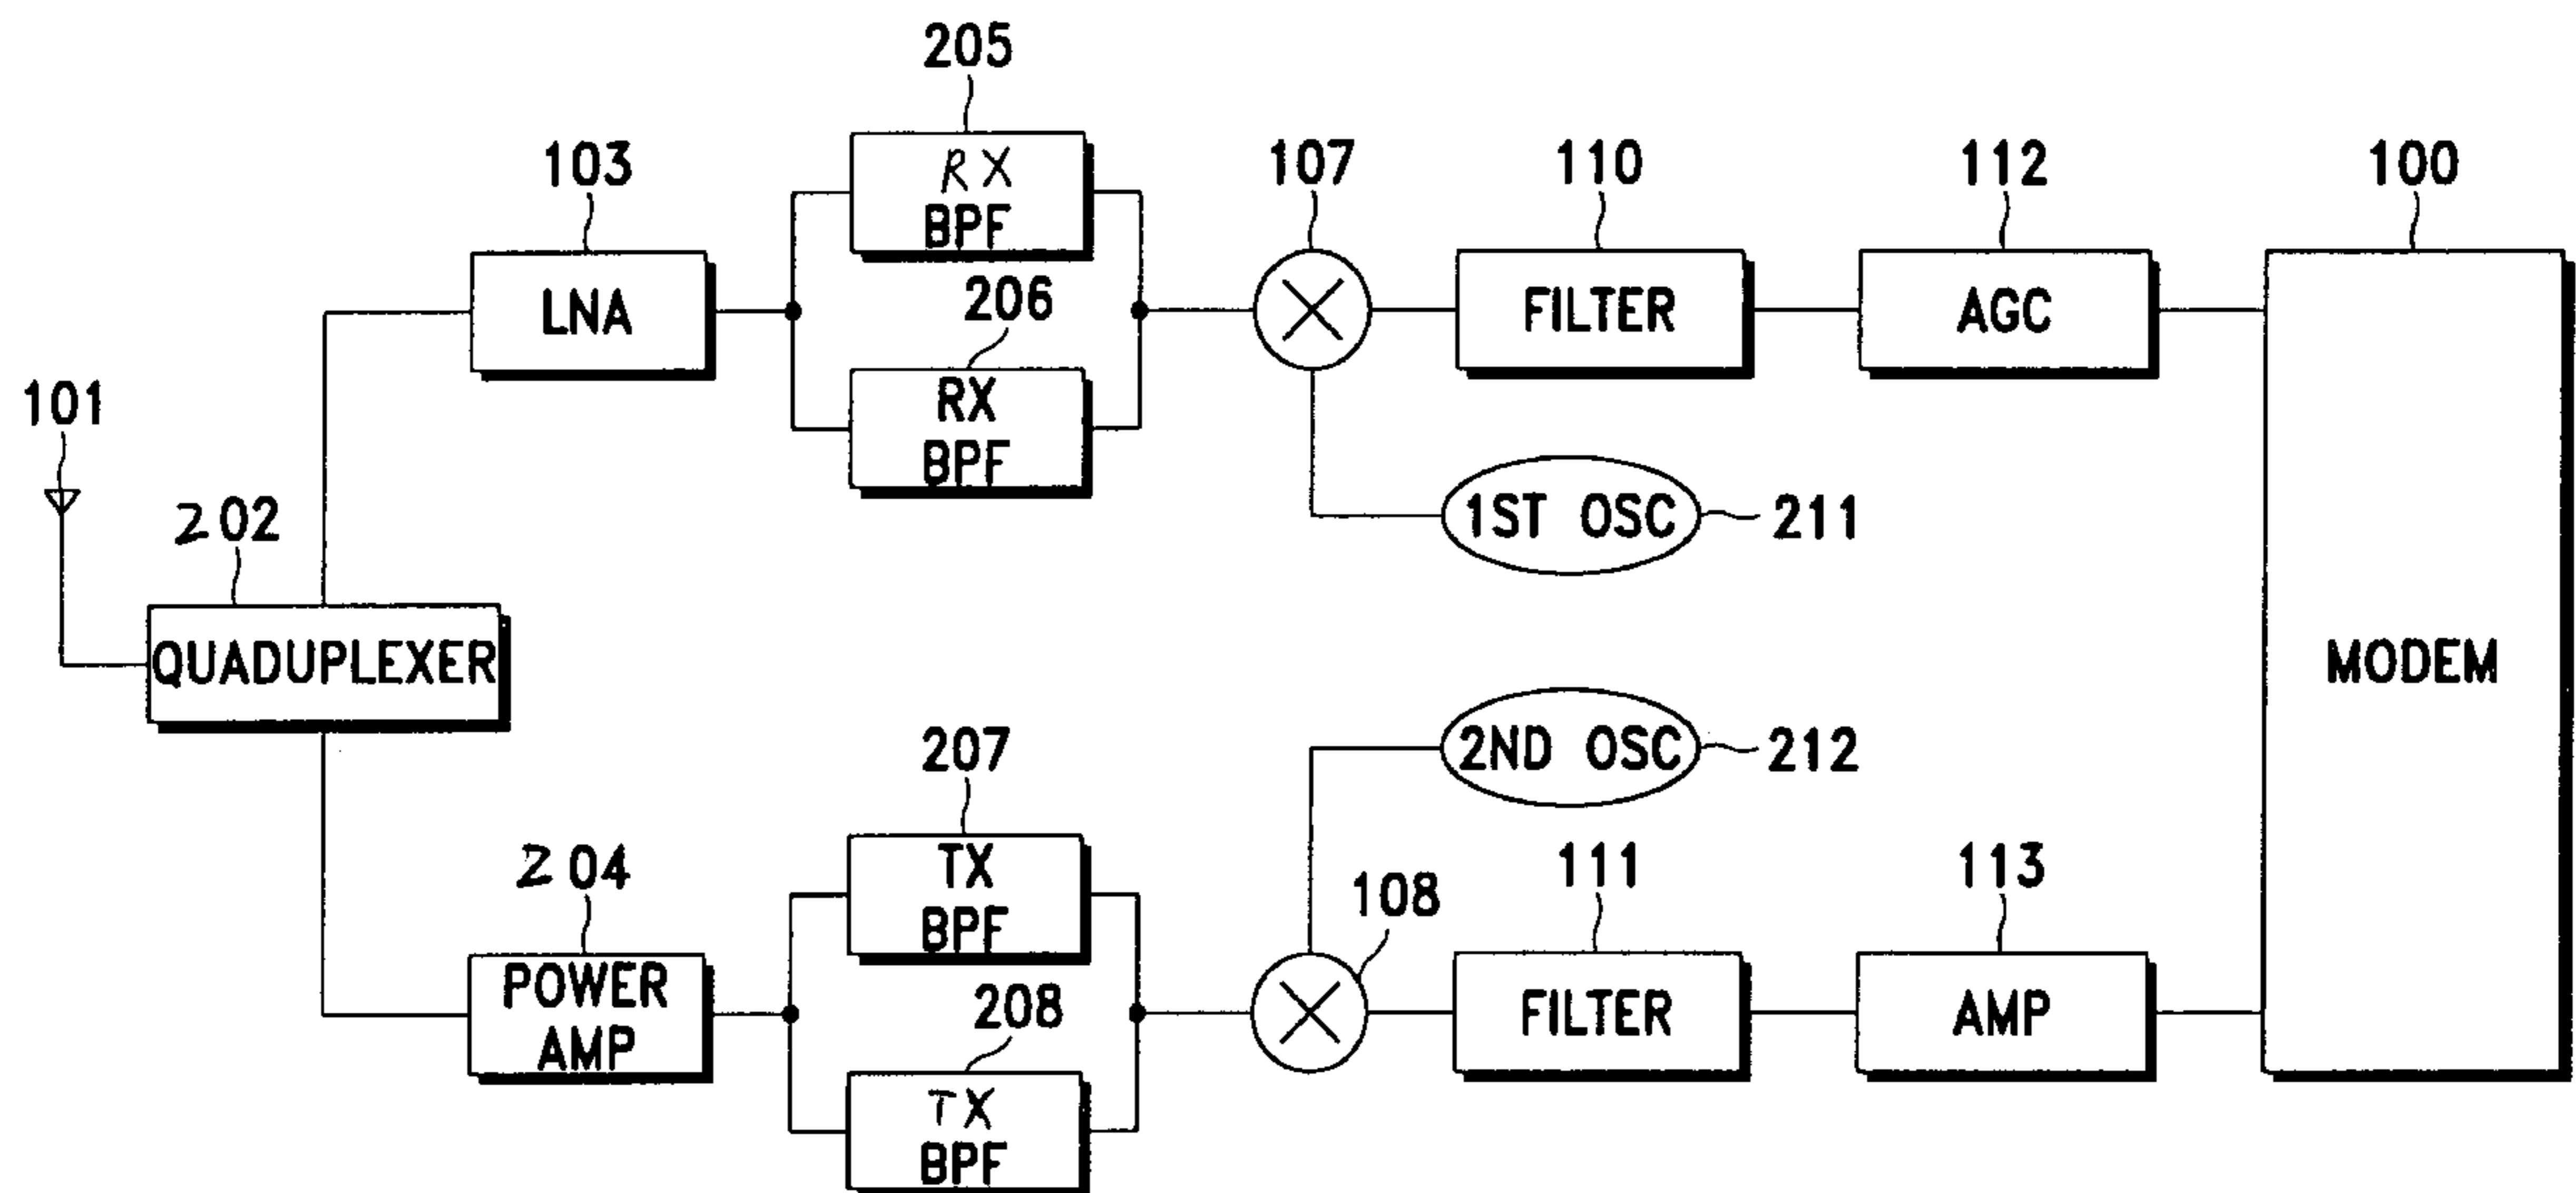 205
103
RX
BPF
107
110
112
100
LNA
206
FILTER
AGC
RX
BPF
101
1ST OSC
211
202
QUADUPLEXER
MODEM
2ND OSC
212
207
TX
BPF
204
108
111
113
POWER
AMP
208
FILTER
AMP
TX
BPF